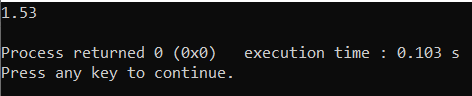 1.53
Process returned 0 (0x0)   execution time : 0.103 s
Press any key to continue.